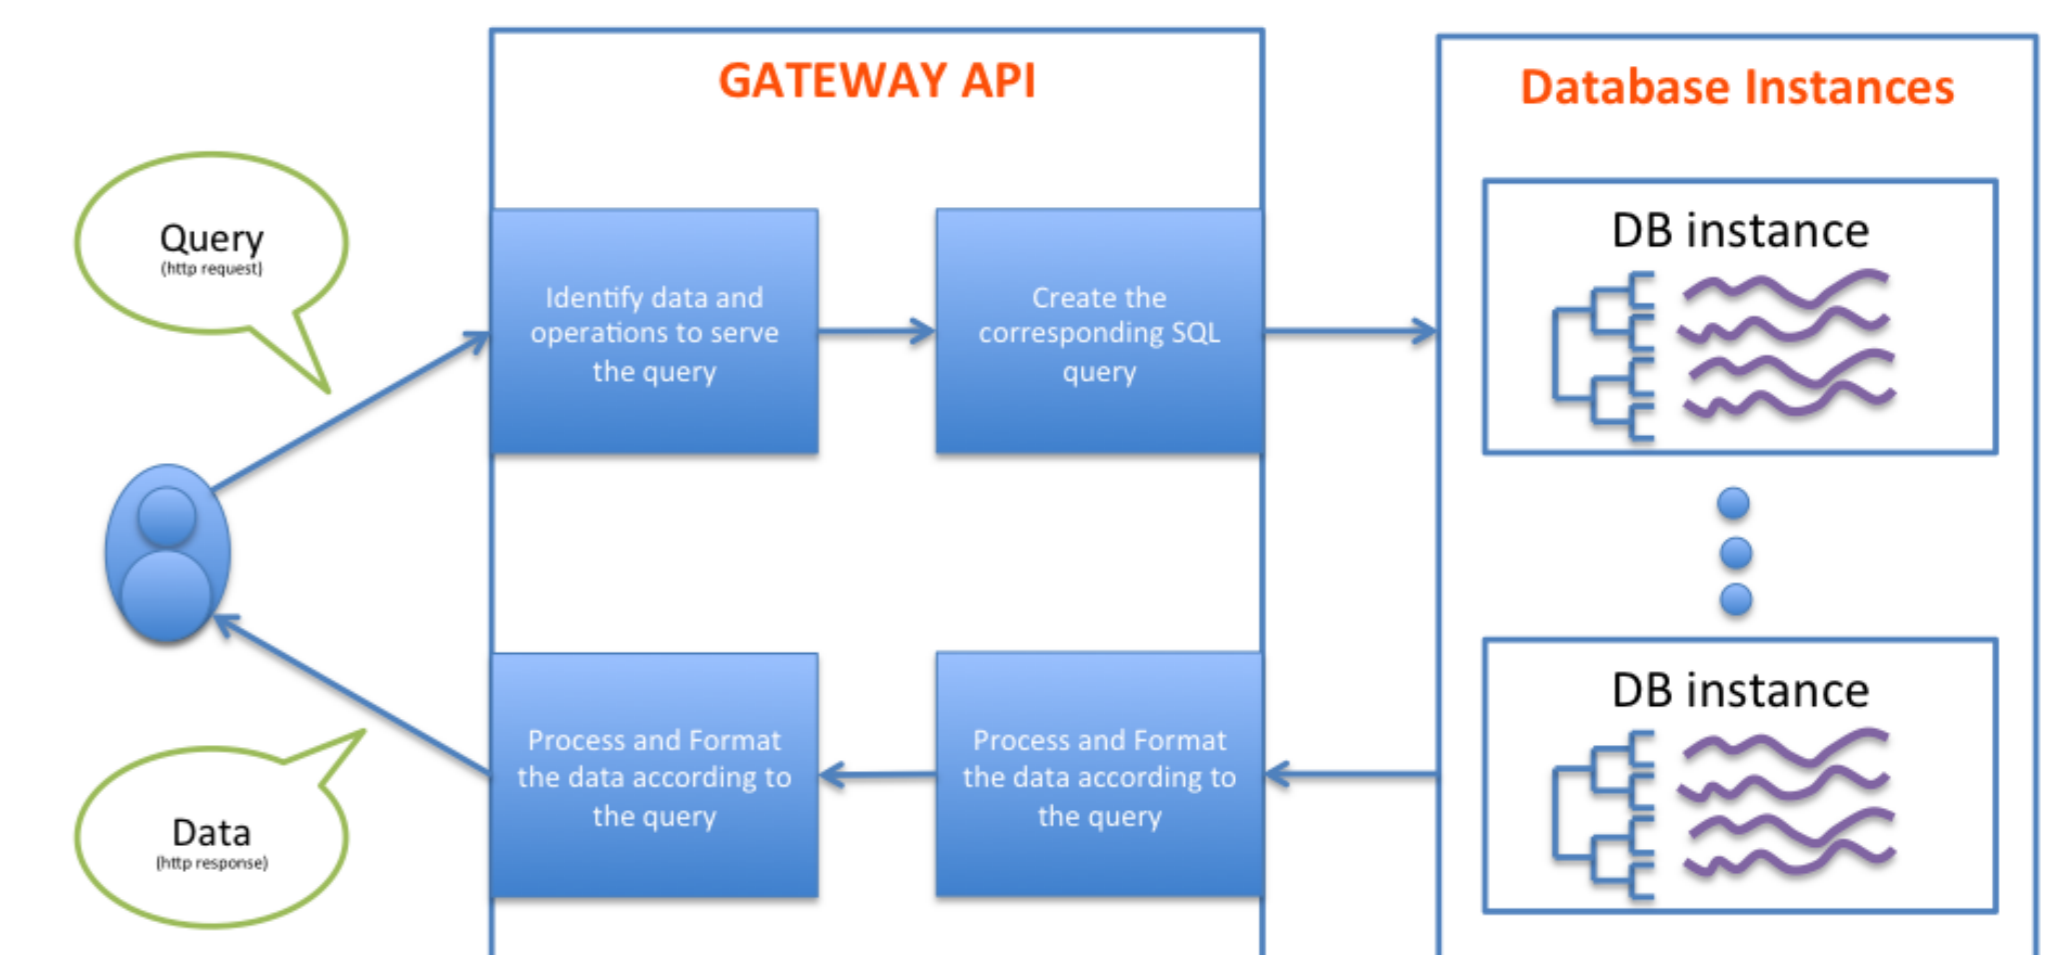 GATEWAY API
Database Instances
Query
(http request)
Identify data and
operations to serve
the query
Create the
corresponding SQL
query
DB instance
DB instance
Process and Format
the data according to
the query
Process and Format
the data according to
the query
Data
(http response)